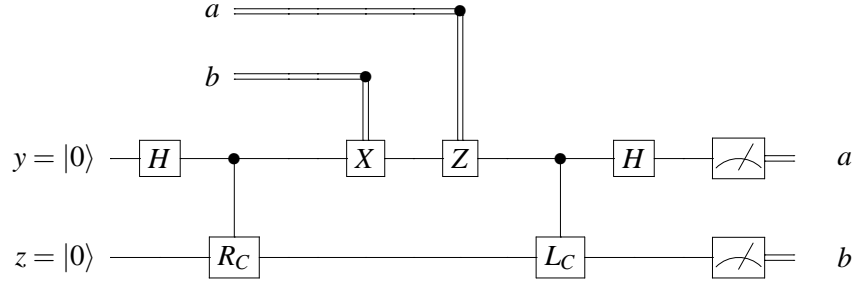 a
b
y = |0⟩ H X Z H a
z = |0⟩ R_C L_C b